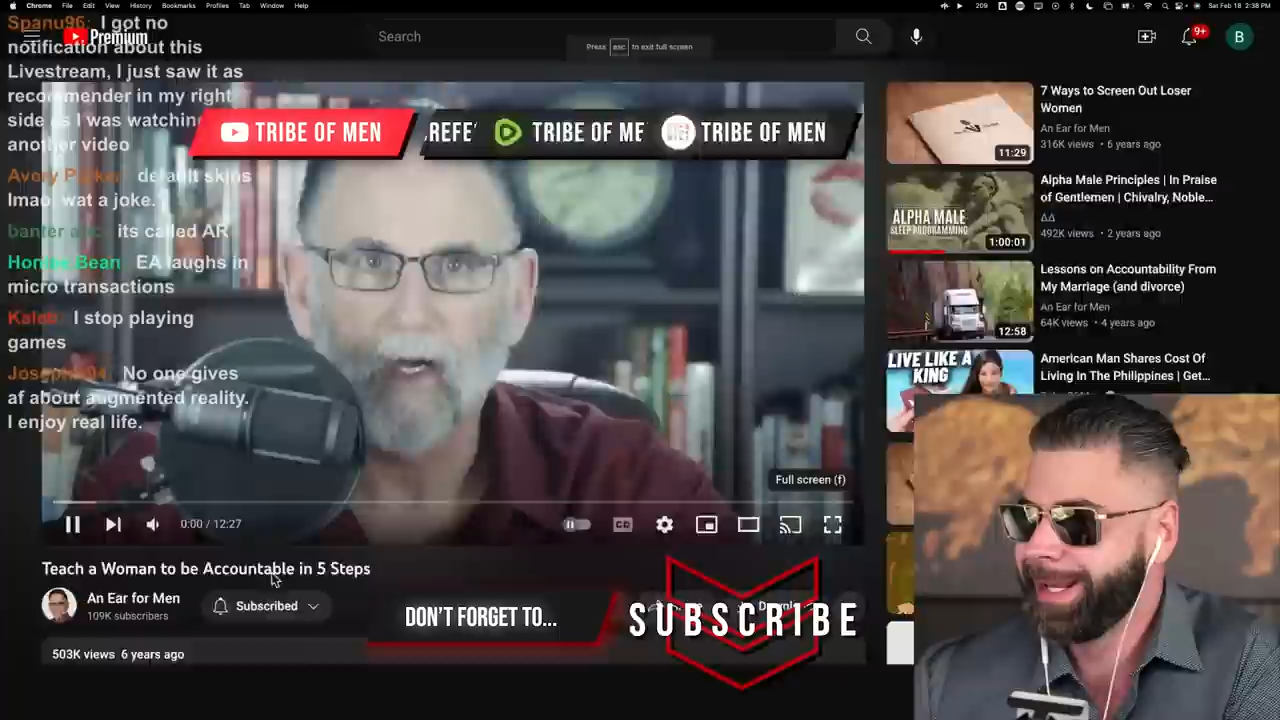 Chrome File Edit View History Bookmarks Profiles Tab Window Help
209
Sat Feb 18 2:38 PM
Spanu96: I got no
notification about this
Livestream, I just saw it as
recommender in my right
side as I was watching
another video
default skins
lmao wat a joke.
its called AR
EA laughs in
micro transactions
Kaleb: I stop playing
games
No one gives
af about augmented reality.
I enjoy real life.
Premium
Search
Press esc to exit full screen
9+
B
TRIBE OF MEN
TRIBE OF ME
TRIBE OF MEN
Full screen (f)
0:00 / 12:27
Teach a Woman to be Accountable in 5 Steps
An Ear for Men
109K subscribers
Subscribed
DON'T FORGET TO...
SUBSCRIBE
503K views 6 years ago
7 Ways to Screen Out Loser
Women
An Ear for Men
316K views • 6 years ago
11:29
Alpha Male Principles | In Praise
of Gentlemen | Chivalry, Noble...
ΔΔ
492K views • 2 years ago
ALPHA MALE
SLEEP PROGRAMMING
1:00:01
Lessons on Accountability From
My Marriage (and divorce)
An Ear for Men
64K views • 4 years ago
12:58
American Man Shares Cost Of
Living In The Philippines | Get...
LIVE LIKE A
KING